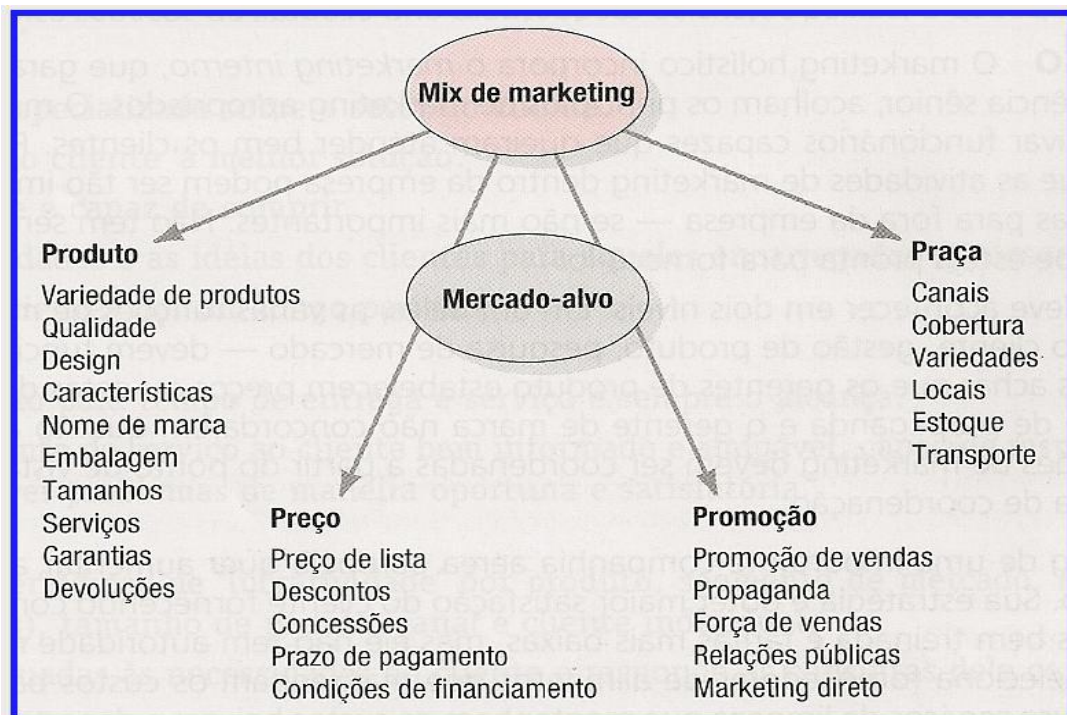 Mix de marketing
Mercado-alvo
Produto
Variedade de produtos
Qualidade
Design
Características
Nome de marca
Embalagem
Tamanhos
Serviços
Garantias
Devoluções
Preço
Preço de lista
Descontos
Concessões
Prazo de pagamento
Condições de financiamento
Promoção
Promoção de vendas
Propaganda
Força de vendas
Relações públicas
Marketing direto
Praça
Canais
Cobertura
Variedades
Locais
Estoque
Transporte